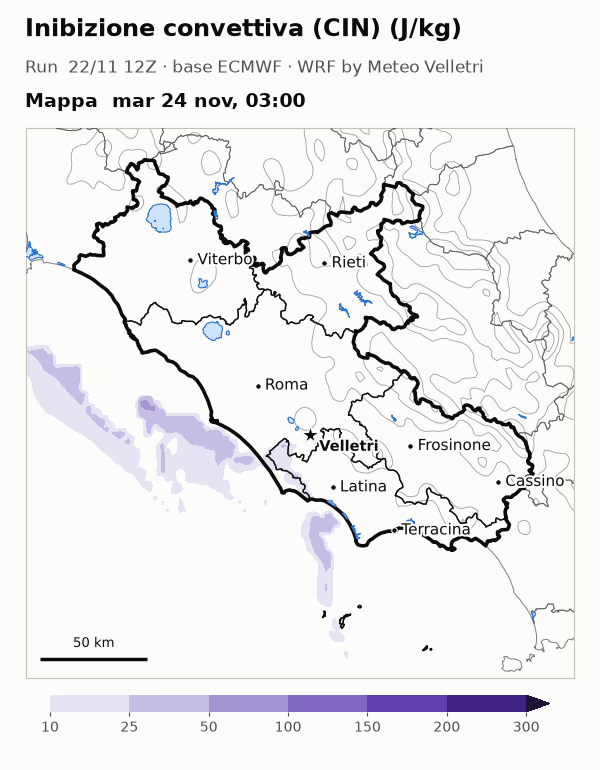 Inibizione convettiva (CIN) (J/kg)
Run  22/11 12Z · base ECMWF · WRF by Meteo Velletri
Mappa  mar 24 nov, 03:00
Viterbo
Rieti
Roma
Velletri
Frosinone
Cassino
Latina
Terracina
50 km
10 25 50 100 150 200 300